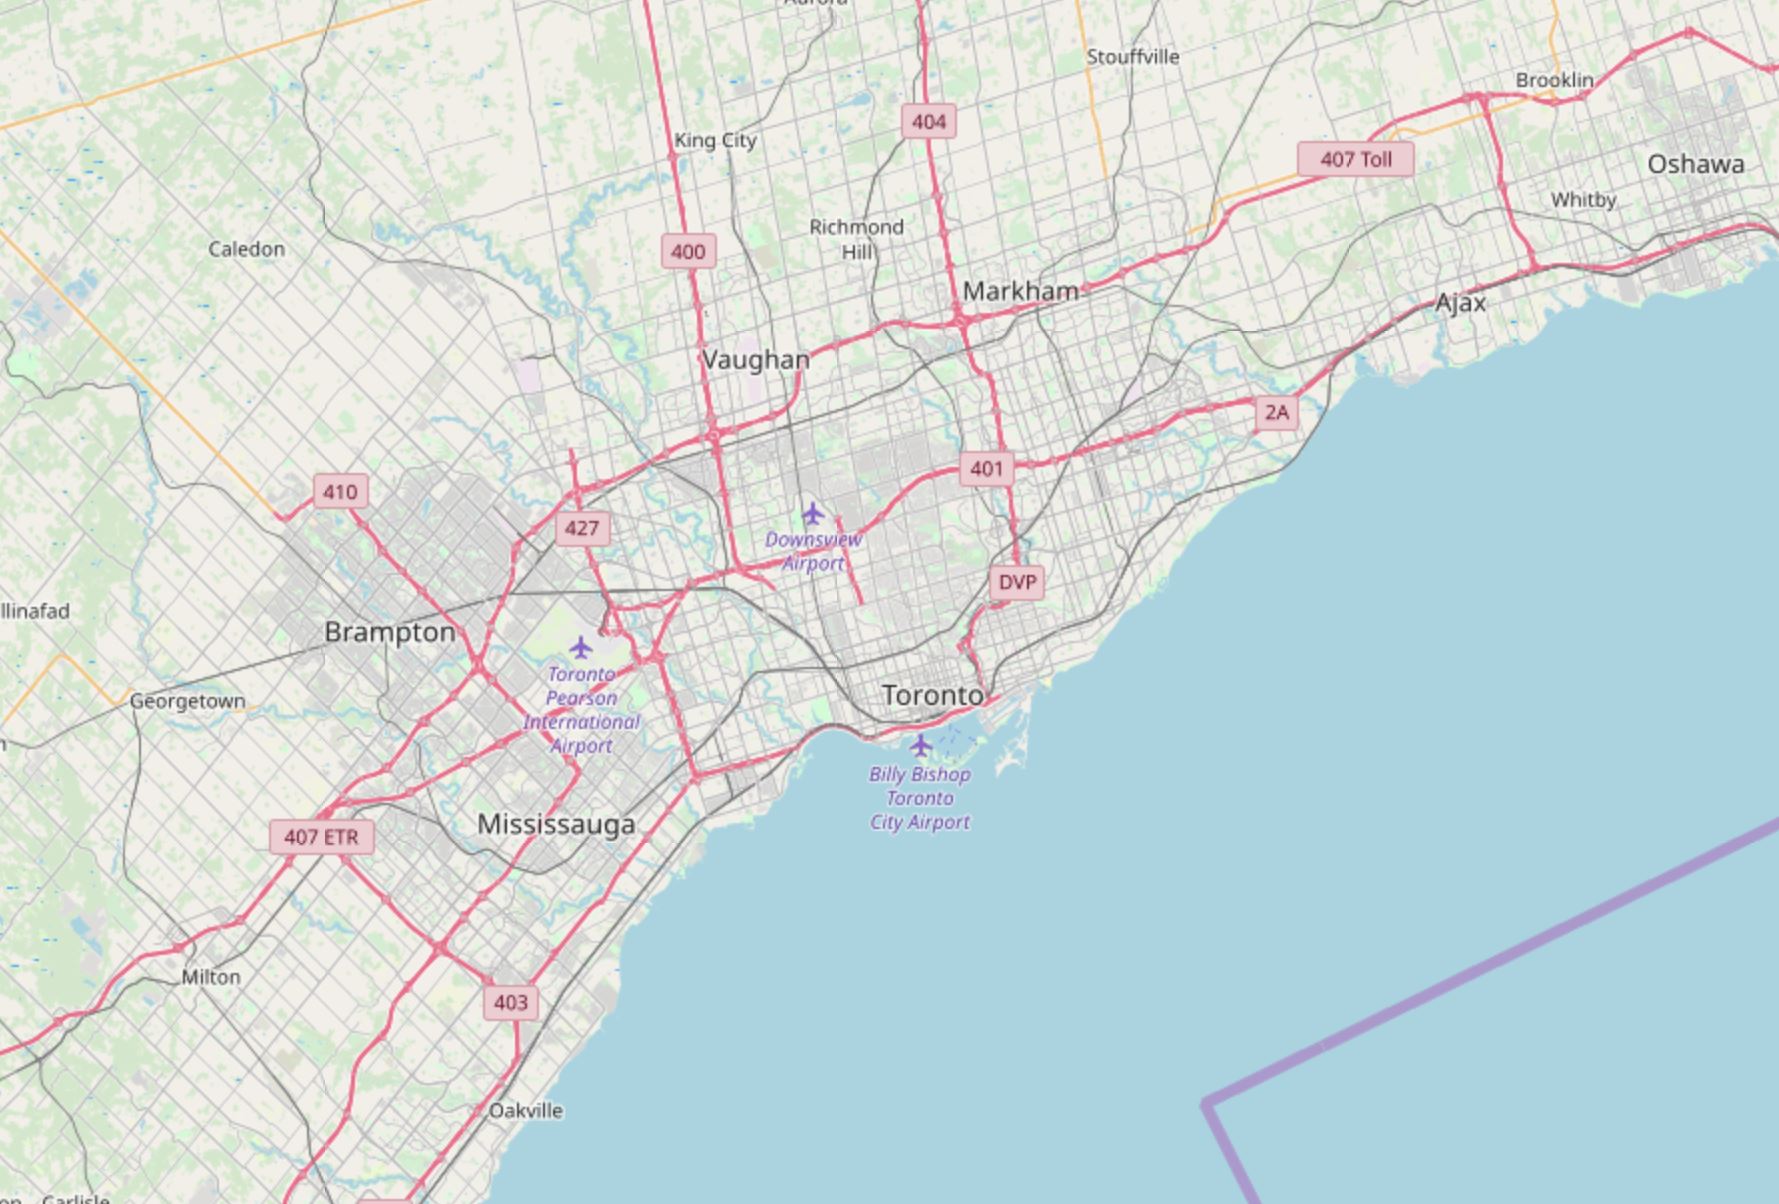 Aurora
Stouffville
Brooklin
404
King City
407 Toll
Oshawa
Whitby
Richmond
Hill
Caledon
400
Markham
Ajax
Vaughan
2A
401
410
427
Downsview
Airport
DVP
llinafad
Brampton
Toronto
Pearson
International
Airport
Georgetown
Toronto
Billy Bishop
Toronto
City Airport
Mississauga
407 ETR
Milton
403
Oakville
Carlisle